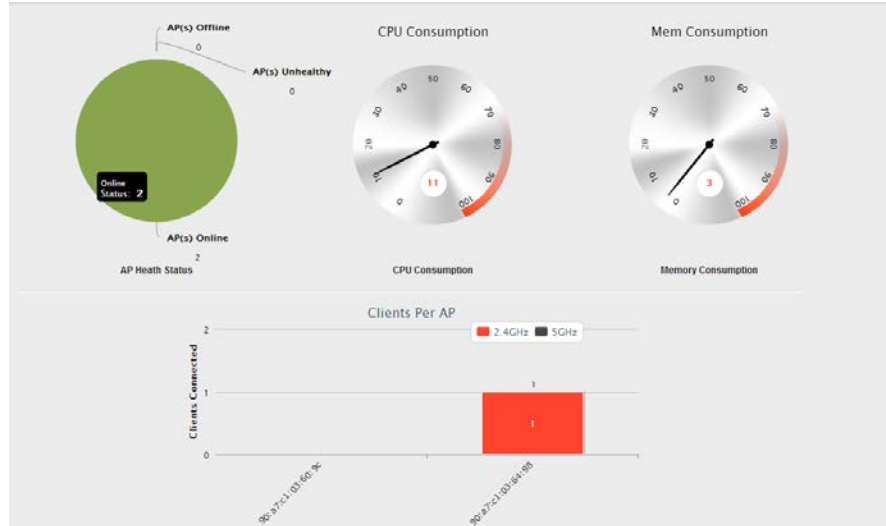 AP(s) Offline
0
AP(s) Unhealthy
0
Online
Status: 2
AP(s) Online
2
AP Heath Status
CPU Consumption
0 10 20 30 40 50 60 70 80 90 100
11
CPU Consumption
Mem Consumption
0 10 20 30 40 50 60 70 80 90 100
3
Memory Consumption
Clients Per AP
2.4GHz 5GHz
Clients Connected
2
1
0
1
1
90:a7:c1:03:60:9c
90:a7:c1:03:64:98